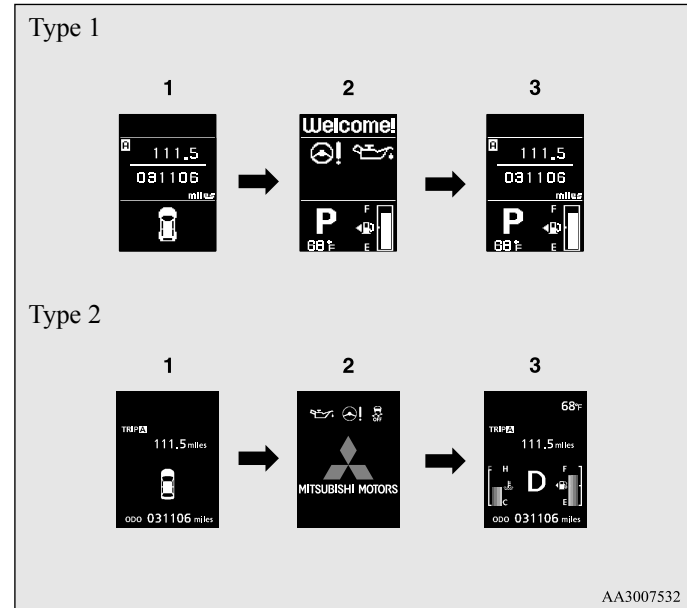 Type 1
1 2 3
A 111.5
031106
miles
Welcome!
P
68°F
F
E
A 111.5
031106
miles
P
68°F
F
E
Type 2
1 2 3
TRIP A
111.5 miles
ODO 031106 miles
OFF
MITSUBISHI MOTORS
68°F
TRIP A
111.5 miles
H F
D
C E
ODO 031106 miles
AA3007532